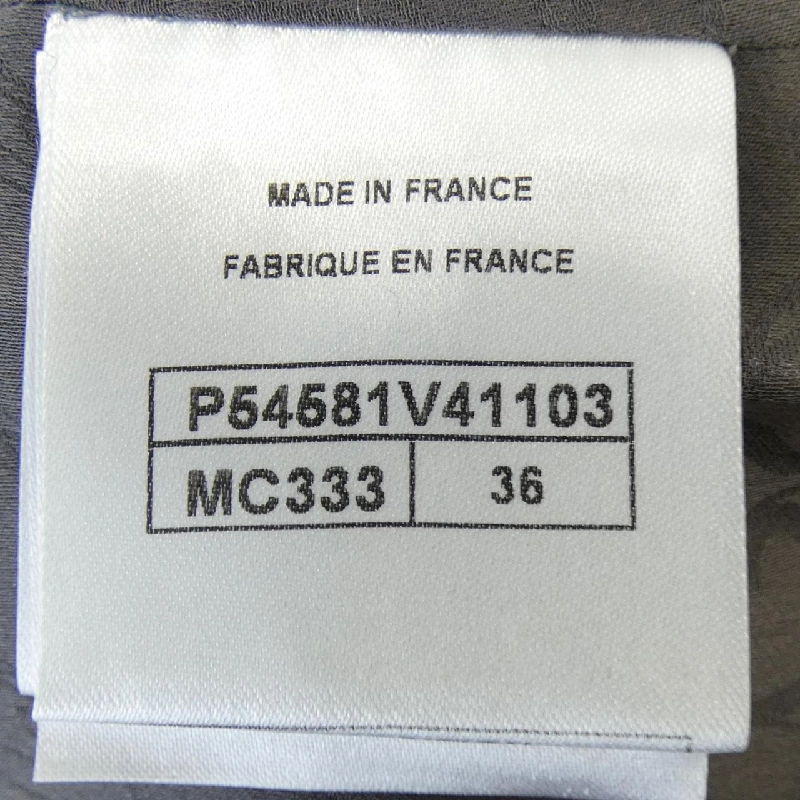 MADE IN FRANCE
FABRIQUE EN FRANCE
P54581V41103
MC333 36